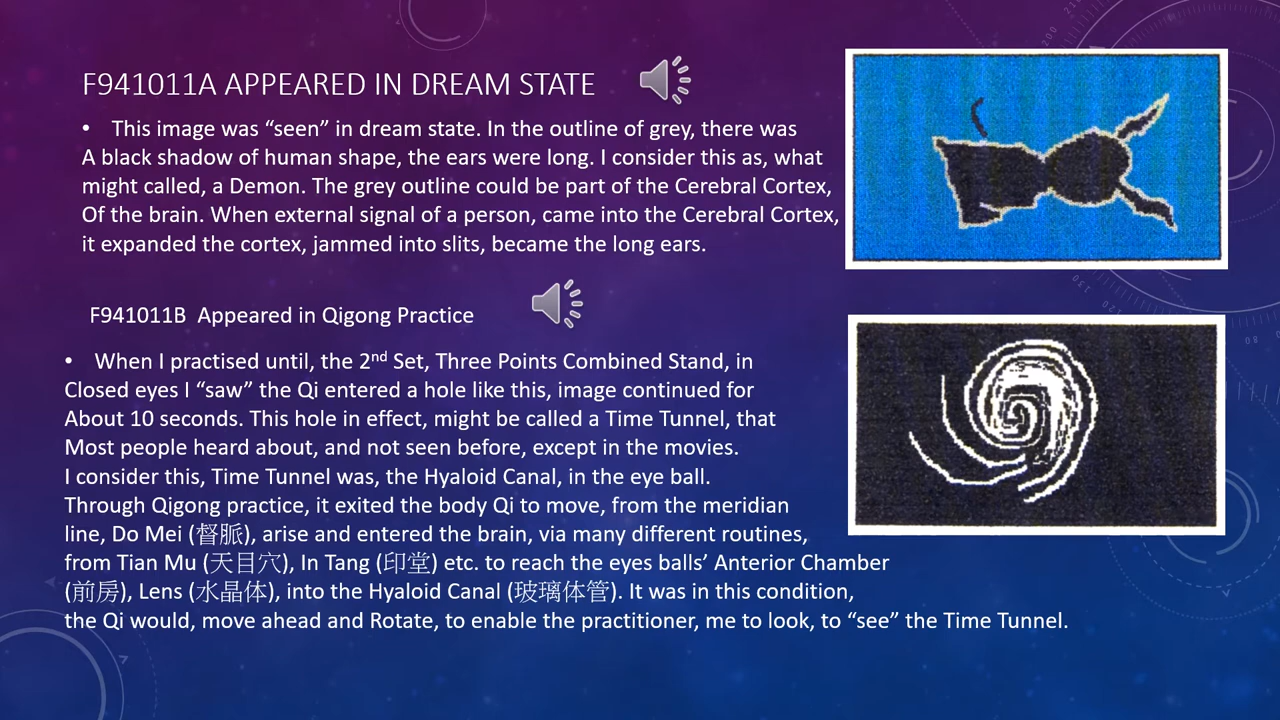 F941011A APPEARED IN DREAM STATE
• This image was “seen” in dream state. In the outline of grey, there was
A black shadow of human shape, the ears were long. I consider this as, what
might called, a Demon. The grey outline could be part of the Cerebral Cortex,
Of the brain. When external signal of a person, came into the Cerebral Cortex,
it expanded the cortex, jammed into slits, became the long ears.
F941011B Appeared in Qigong Practice
• When I practised until, the 2nd Set, Three Points Combined Stand, in
Closed eyes I “saw” the Qi entered a hole like this, image continued for
About 10 seconds. This hole in effect, might be called a Time Tunnel, that
Most people heard about, and not seen before, except in the movies.
I consider this, Time Tunnel was, the Hyaloid Canal, in the eye ball.
Through Qigong practice, it exited the body Qi to move, from the meridian
line, Do Mei (督脈), arise and entered the brain, via many different routines,
from Tian Mu (天目穴), In Tang (印堂) etc. to reach the eyes balls’ Anterior Chamber
(前房), Lens (水晶体), into the Hyaloid Canal (玻璃体管). It was in this condition,
the Qi would, move ahead and Rotate, to enable the practitioner, me to look, to “see” the Time Tunnel.